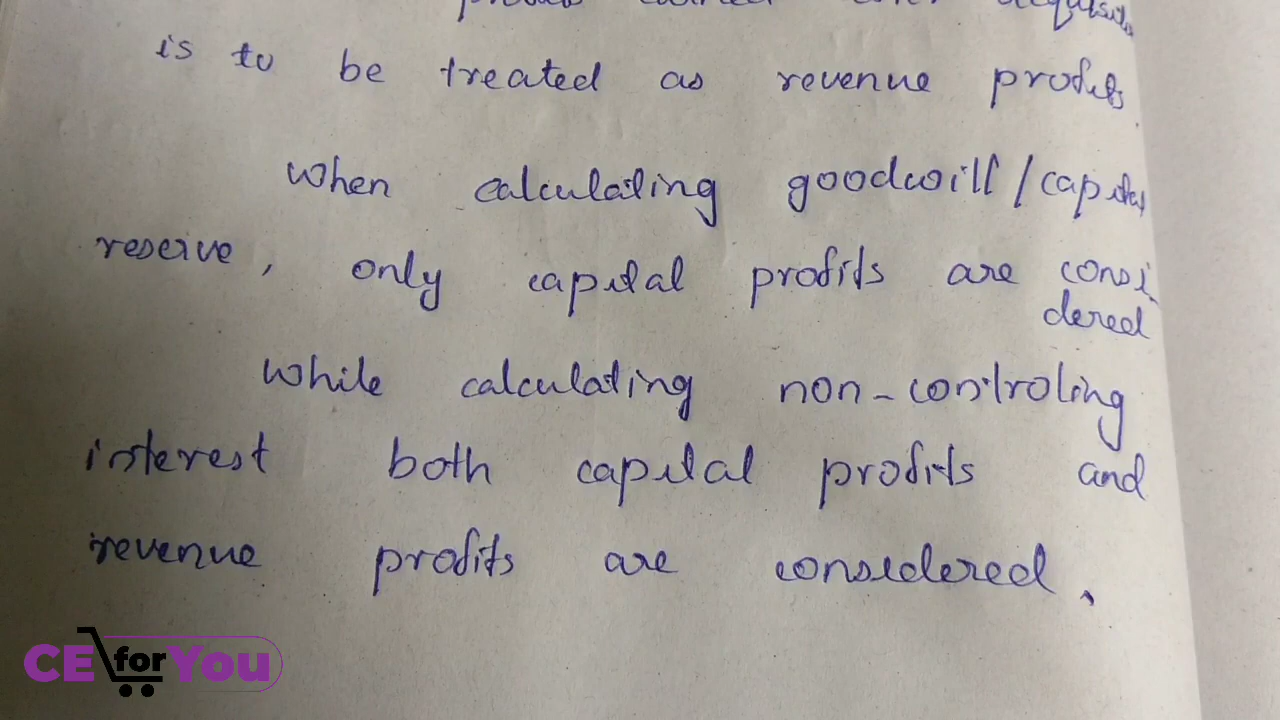 is to be treated as revenue profits.
When calculating goodwill/capital
reserve, only capital profits are consi
dered
While calculating non-controling
interest both capital profits and
revenue profits are considered.
CE for You